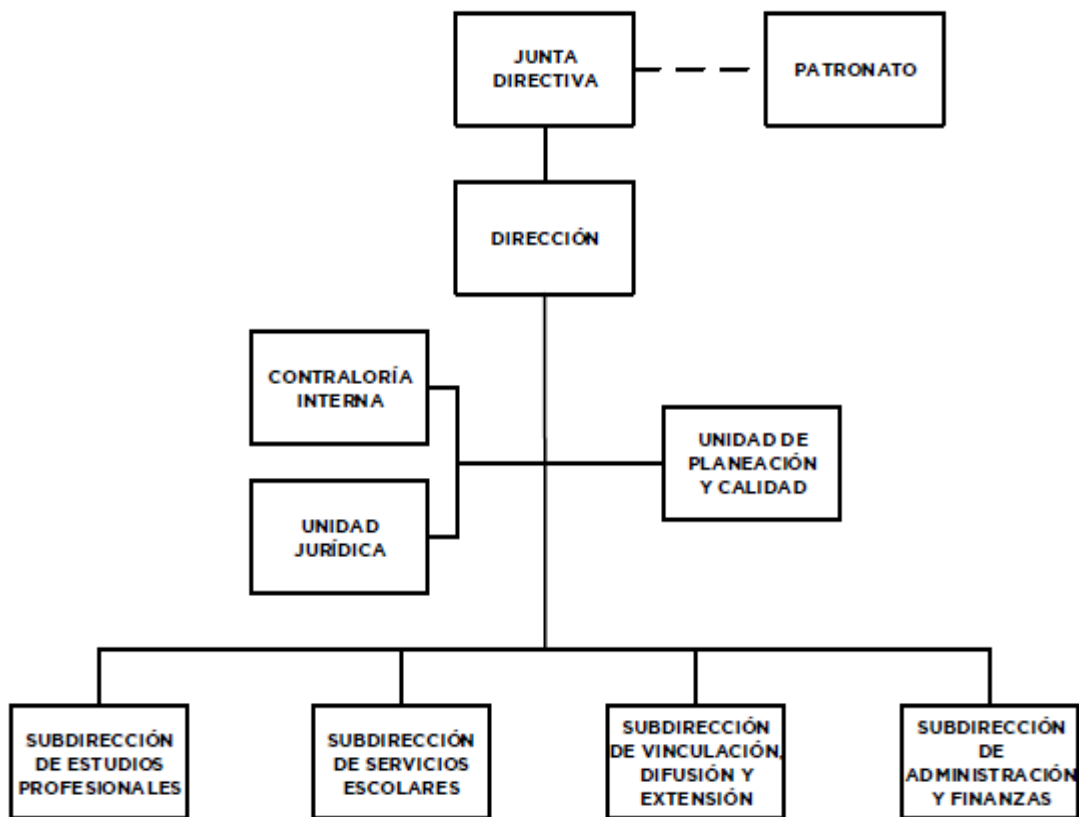 JUNTA
DIRECTIVA
PATRONATO
DIRECCIÓN
CONTRALORÍA
INTERNA
UNIDAD DE
PLANEACIÓN
Y CALIDAD
UNIDAD
JURÍDICA
SUBDIRECCIÓN
DE ESTUDIOS
PROFESIONALES
SUBDIRECCIÓN
DE SERVICIOS
ESCOLARES
SUBDIRECCIÓN
DE VINCULACIÓN,
DIFUSIÓN Y
EXTENSIÓN
SUBDIRECCIÓN
DE
ADMINISTRACIÓN
Y FINANZAS